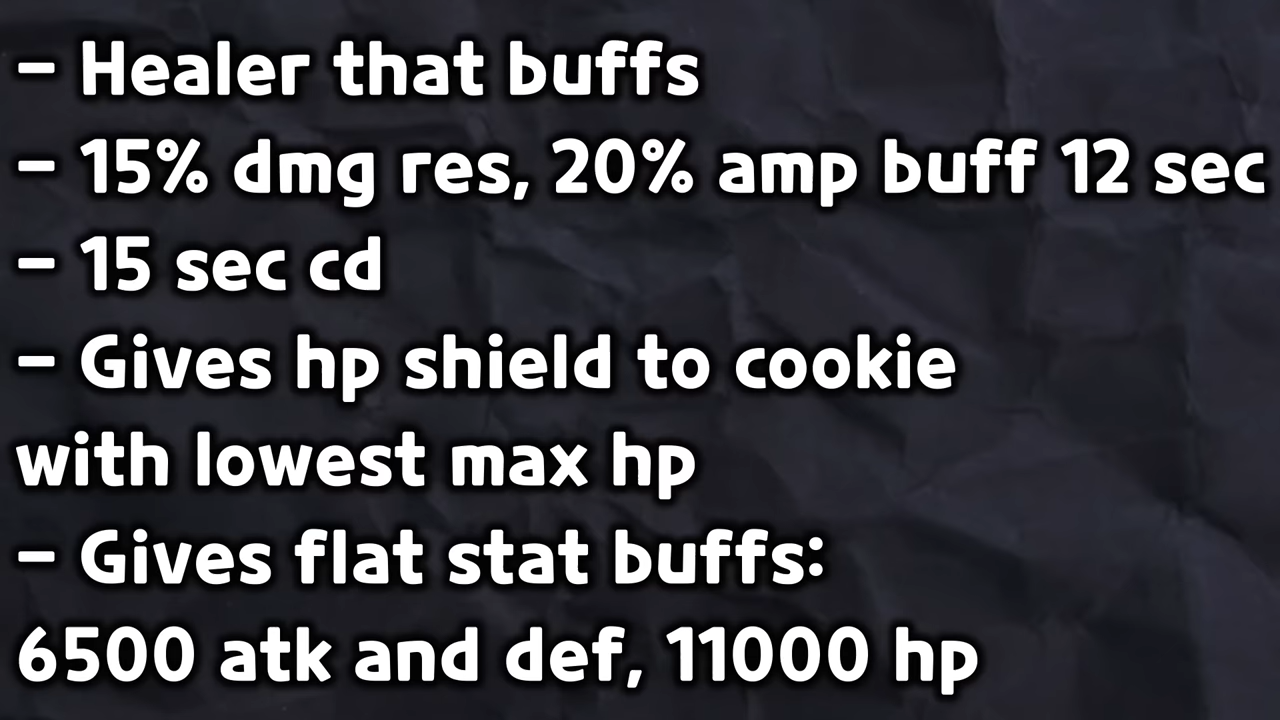 – Healer that buffs
– 15% dmg res, 20% amp buff 12 sec
– 15 sec cd
– Gives hp shield to cookie
with lowest max hp
– Gives flat stat buffs:
6500 atk and def, 11000 hp